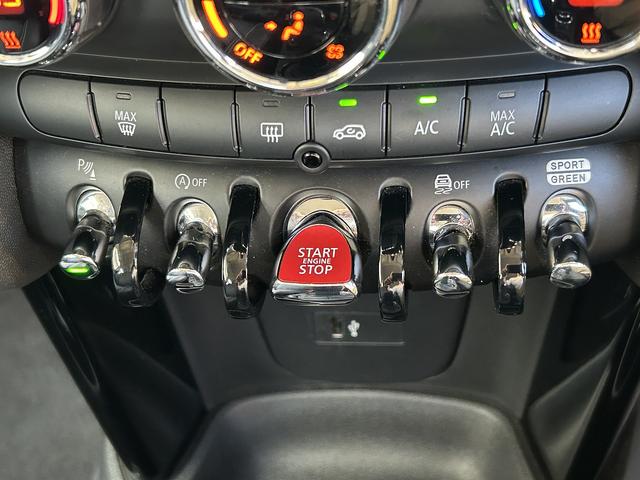 OFF
MAX
A/C
MAX
A/C
P
A OFF
OFF
SPORT
GREEN
START
ENGINE
STOP